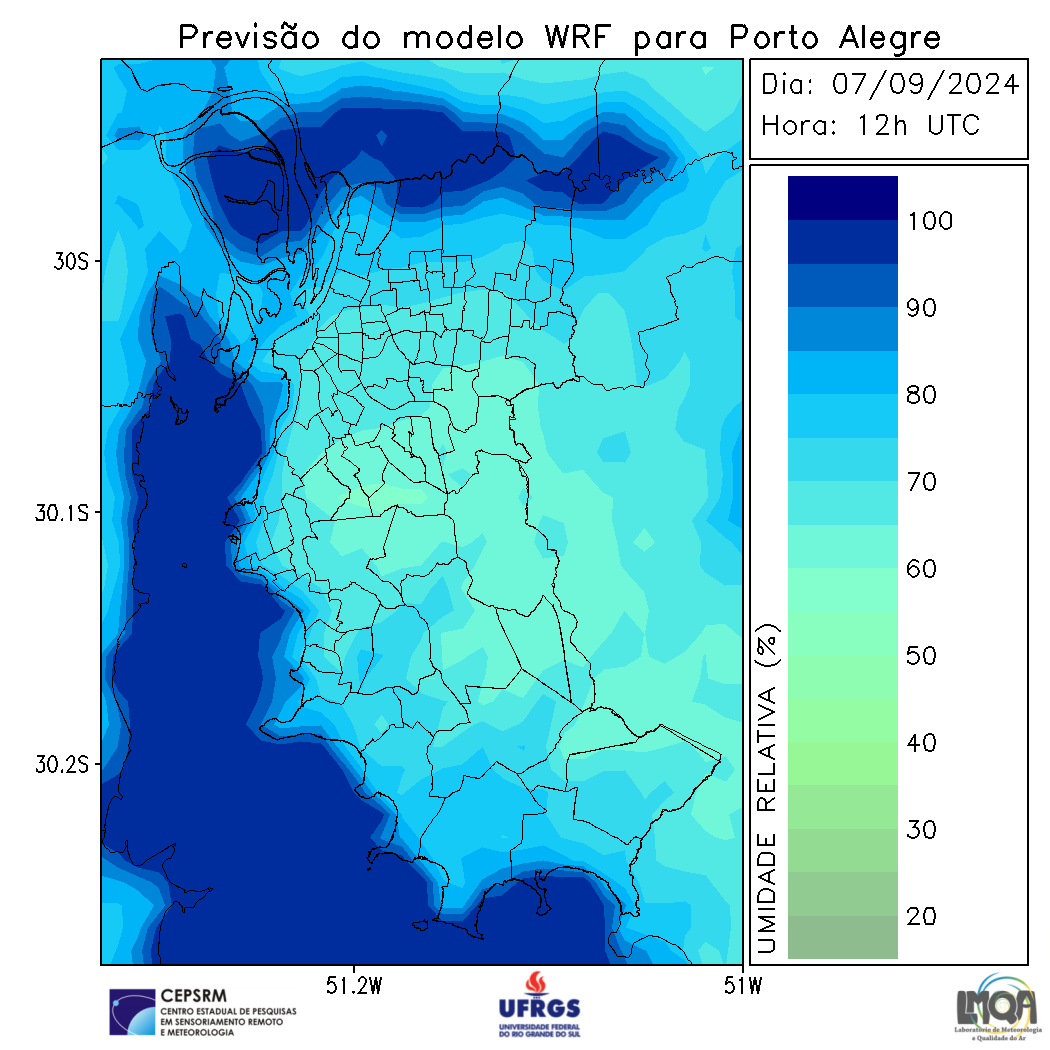 Previsão do modelo WRF para Porto Alegre
Dia: 07/09/2024
Hora: 12h UTC
30S
30.1S
30.2S
51.2W
51W
100
90
80
70
60
50
40
30
20
UMIDADE RELATIVA (%)
CEPSRM
CENTRO ESTADUAL DE PESQUISAS
EM SENSORIAMENTO REMOTO
E METEOROLOGIA
UFRGS
UNIVERSIDADE FEDERAL
DO RIO GRANDE DO SUL
LMQA
Laboratório de Meteorologia
e Qualidade do Ar